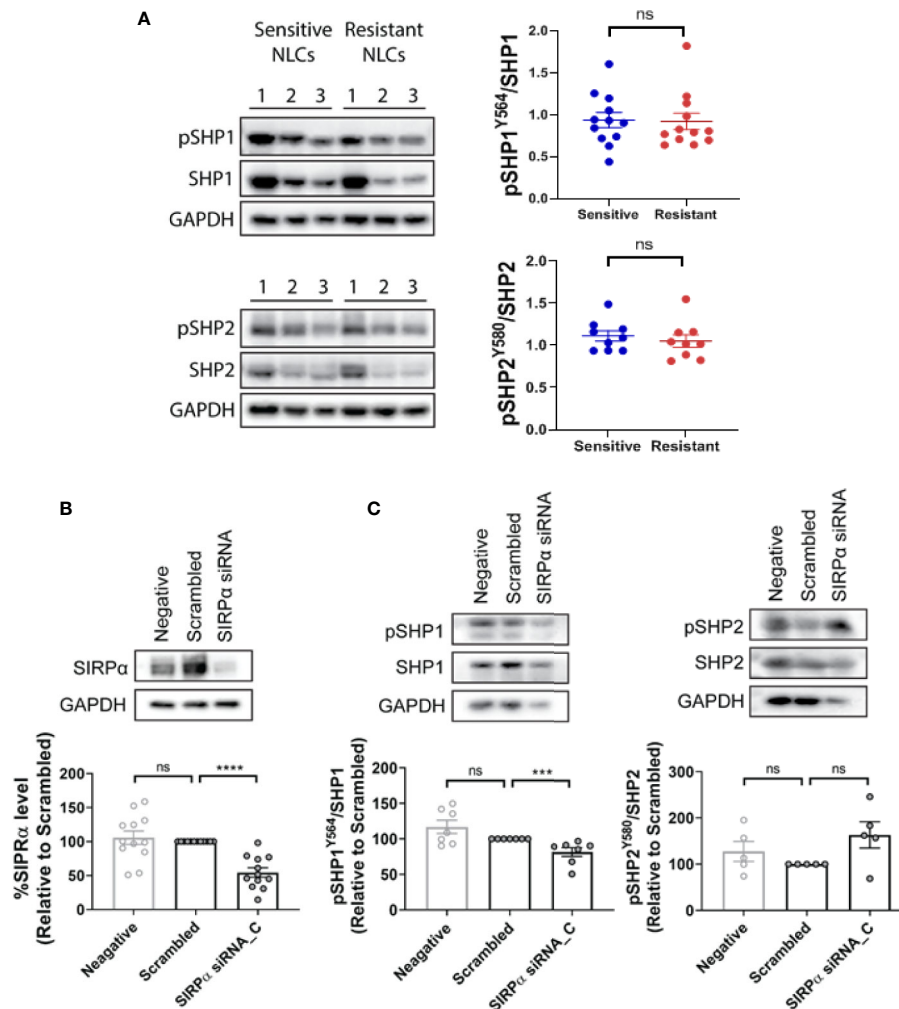 A
Sensitive NLCs
Resistant NLCs
1 2 3 1 2 3
pSHP1
SHP1
GAPDH
1 2 3 1 2 3
pSHP2
SHP2
GAPDH
ns
pSHP1Y564/SHP1
2.0
1.5
1.0
0.5
0.0
Sensitive Resistant
ns
pSHP2Y580/SHP2
2.0
1.5
1.0
0.5
0.0
Sensitive Resistant
B
Negative
Scrambled
SIRPα siRNA
SIRPα
GAPDH
%SIPRα level
(Relative to Scrambled)
200
150
100
50
0
ns
****
Neagative
Scrambled
SIRPα siRNA_C
C
Negative
Scrambled
SIRPα siRNA
pSHP1
SHP1
GAPDH
pSHP1Y564/SHP1
(Relative to Scrambled)
200
150
100
50
0
ns
***
Neagative
Scrambled
SIRPα siRNA_C
Negative
Scrambled
SIRPα siRNA
pSHP2
SHP2
GAPDH
pSHP2Y580/SHP2
(Relative to Scrambled)
300
200
100
0
ns
ns
Neagative
Scrambled
SIRPα siRNA_C